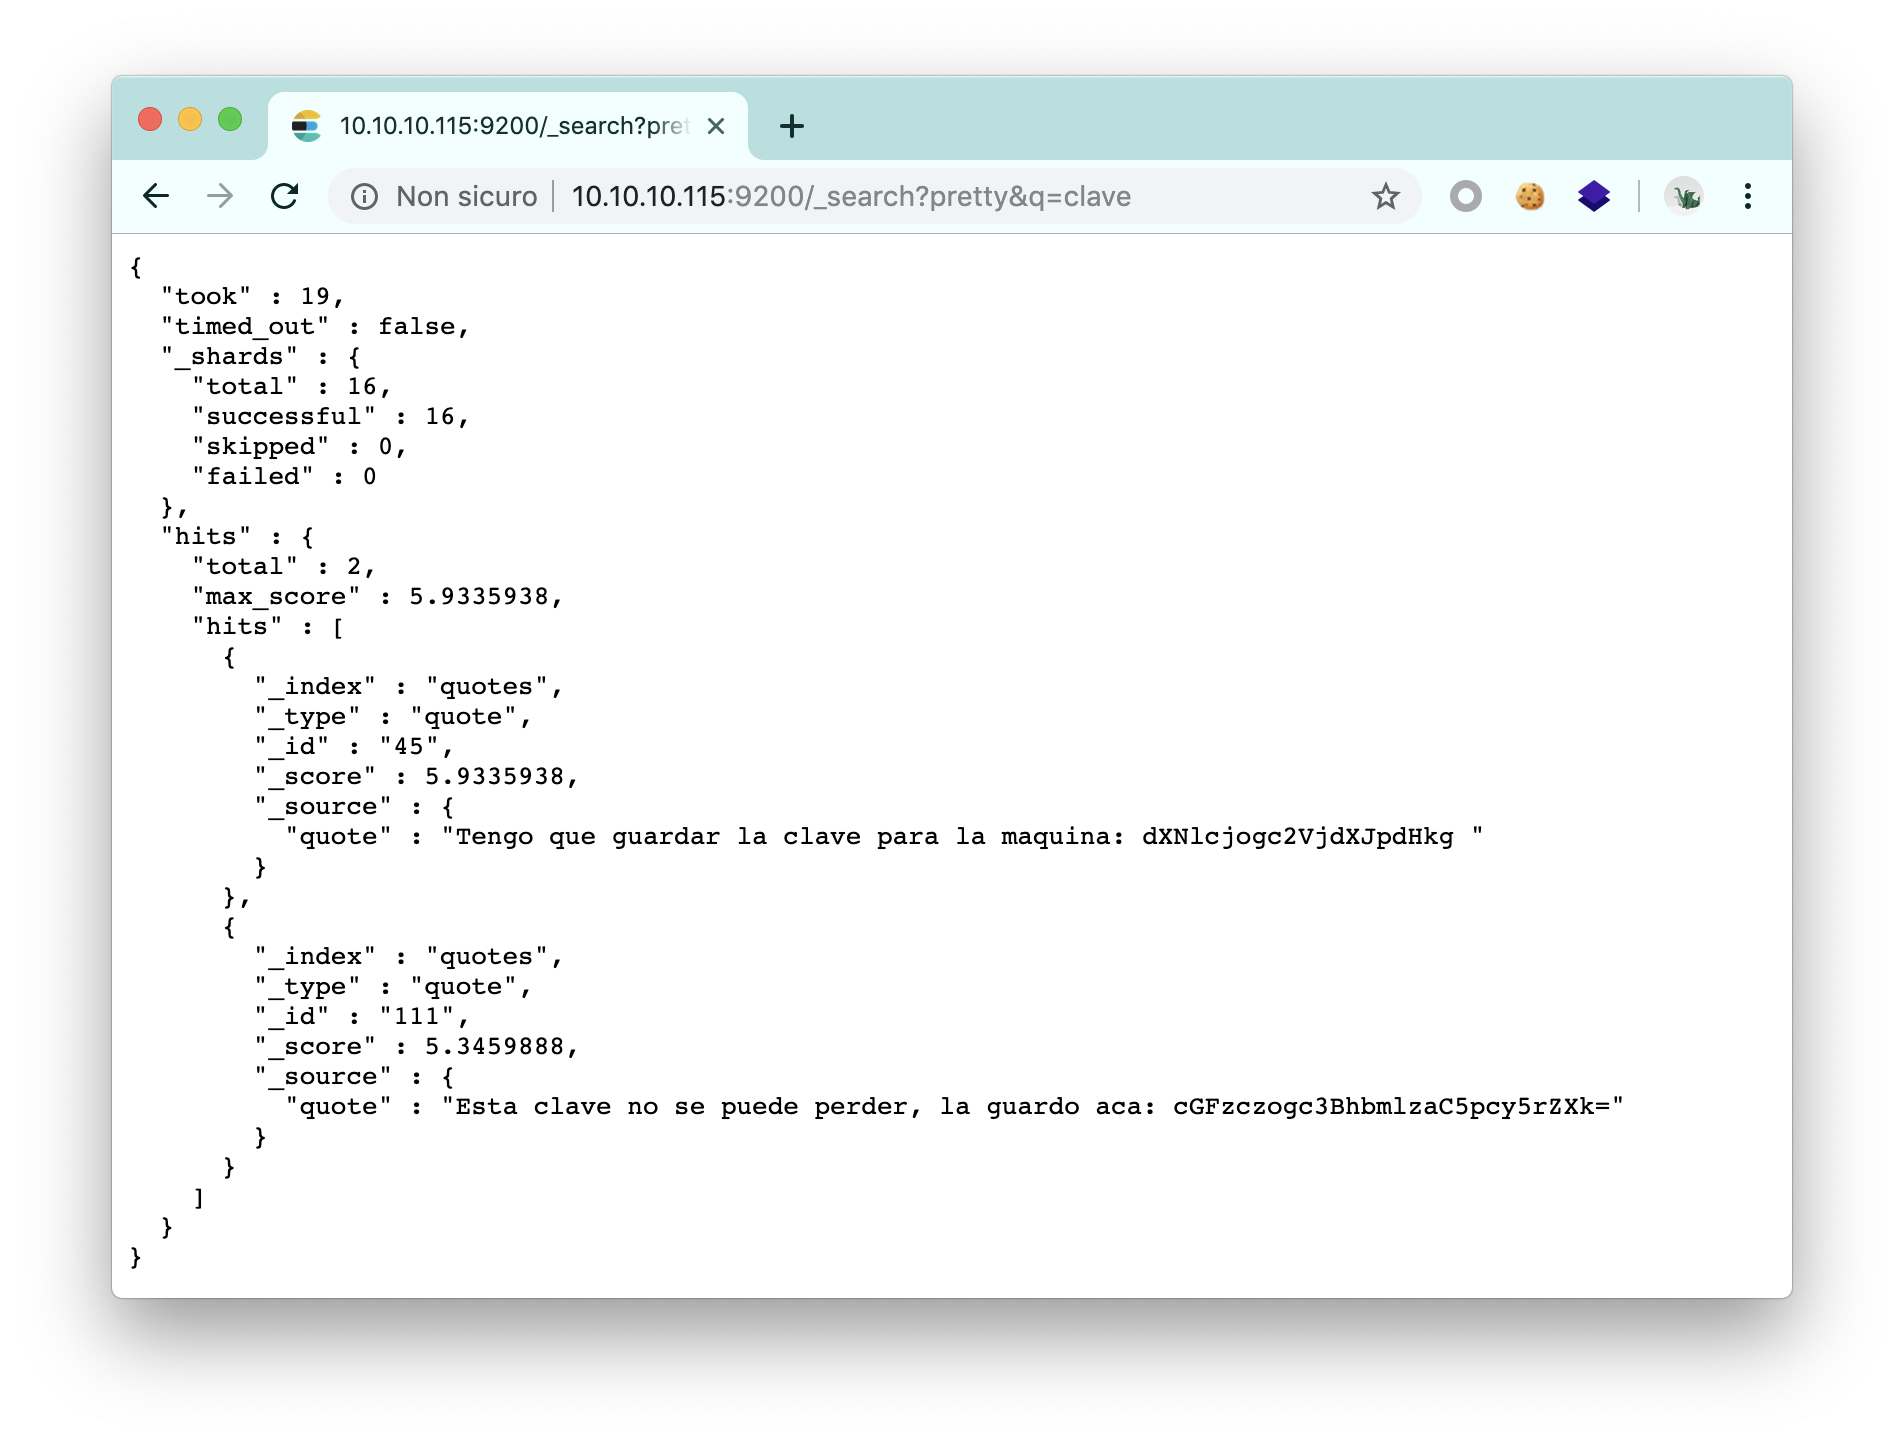 10.10.10.115:9200/_search?pret
Non sicuro 10.10.10.115:9200/_search?pretty&q=clave
{
  "took" : 19,
  "timed_out" : false,
  "_shards" : {
    "total" : 16,
    "successful" : 16,
    "skipped" : 0,
    "failed" : 0
  },
  "hits" : {
    "total" : 2,
    "max_score" : 5.9335938,
    "hits" : [
      {
        "_index" : "quotes",
        "_type" : "quote",
        "_id" : "45",
        "_score" : 5.9335938,
        "_source" : {
          "quote" : "Tengo que guardar la clave para la maquina: dXNlcjogc2VjdXJpdHkg "
        }
      },
      {
        "_index" : "quotes",
        "_type" : "quote",
        "_id" : "111",
        "_score" : 5.3459888,
        "_source" : {
          "quote" : "Esta clave no se puede perder, la guardo aca: cGFzczogc3BhbmlzaC5pcy5rZXk="
        }
      }
    ]
  }
}